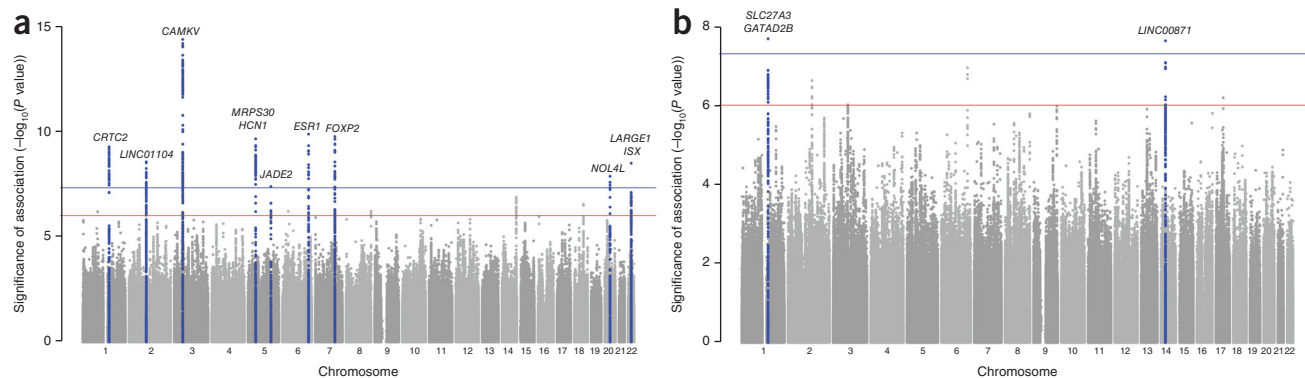 a
Significance of association (–log10(P value))
15
10
5
0
CRTC2
LINC01104
CAMKV
MRPS30
HCN1
JADE2
ESR1
FOXP2
NOL4L
LARGE1
ISX
1 2 3 4 5 6 7 8 9 10 11 12 13 14 15 16 17 18 19 20 21 22
Chromosome
b
Significance of association (–log10(P value))
8
6
4
2
0
SLC27A3
GATAD2B
LINC00871
1 2 3 4 5 6 7 8 9 10 11 12 13 14 15 16 17 18 19 20 21 22
Chromosome